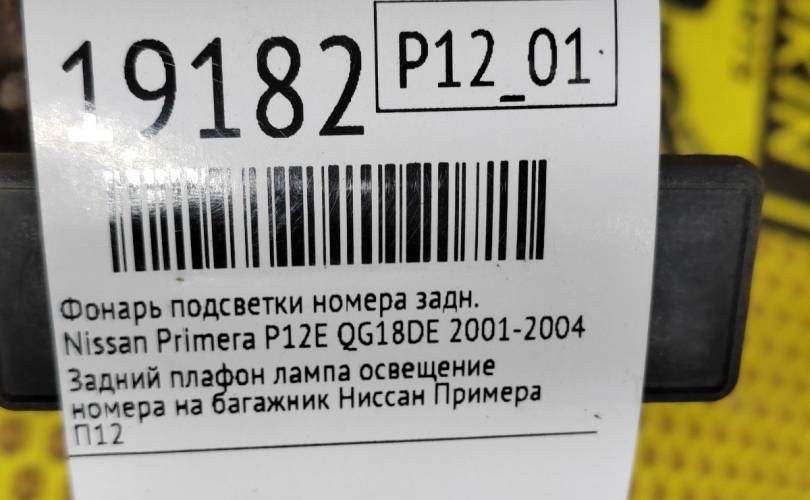 19182
P12_01
Фонарь подсветки номера задн.
Nissan Primera P12E QG18DE 2001-2004
Задний плафон лампа освещение
номера на багажник Ниссан Примера
П12